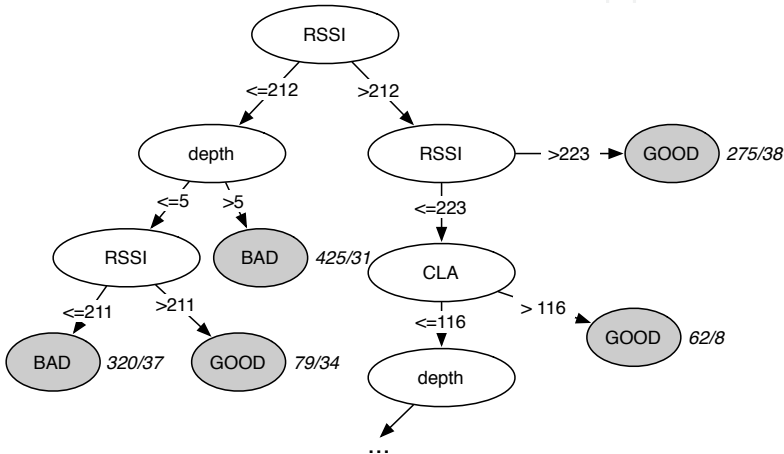 RSSI
<=212
>212
depth
RSSI
>223
GOOD
275/38
<=5
>5
<=223
RSSI
BAD
425/31
CLA
<=211
>211
<=116
> 116
BAD
320/37
GOOD
79/34
depth
GOOD
62/8
...